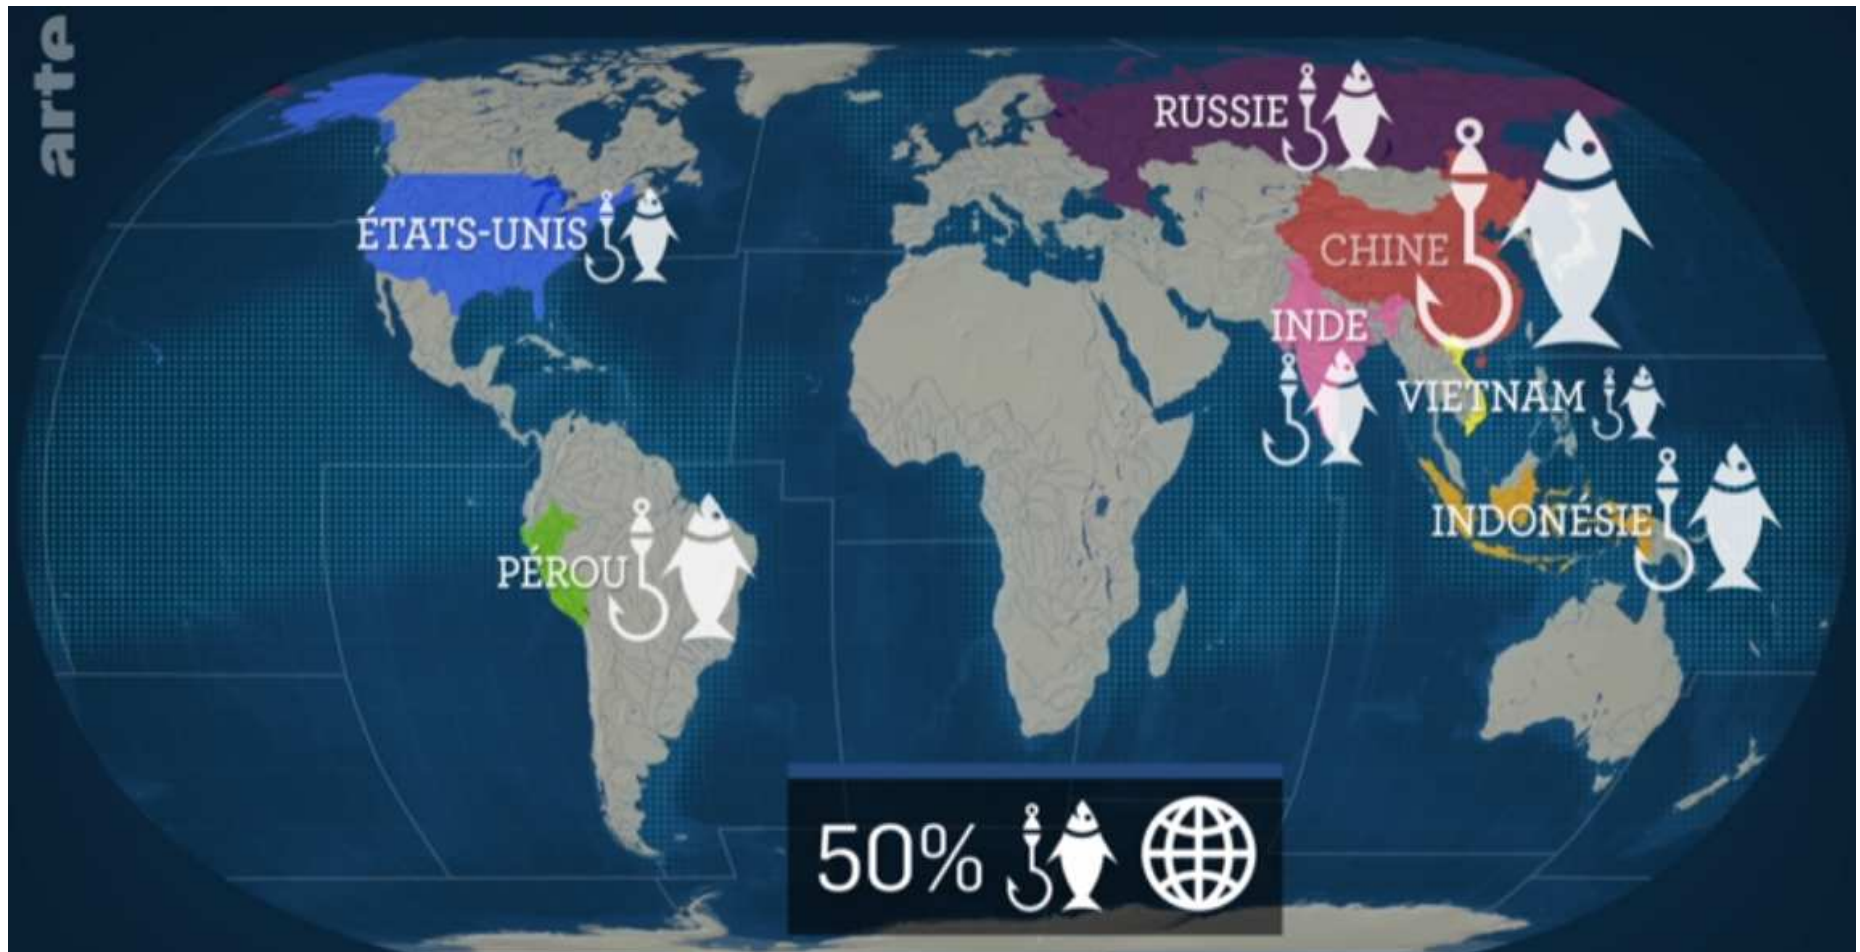 arte
RUSSIE
ÉTATS-UNIS
CHINE
INDE
VIETNAM
INDONÉSIE
PÉROU
50%